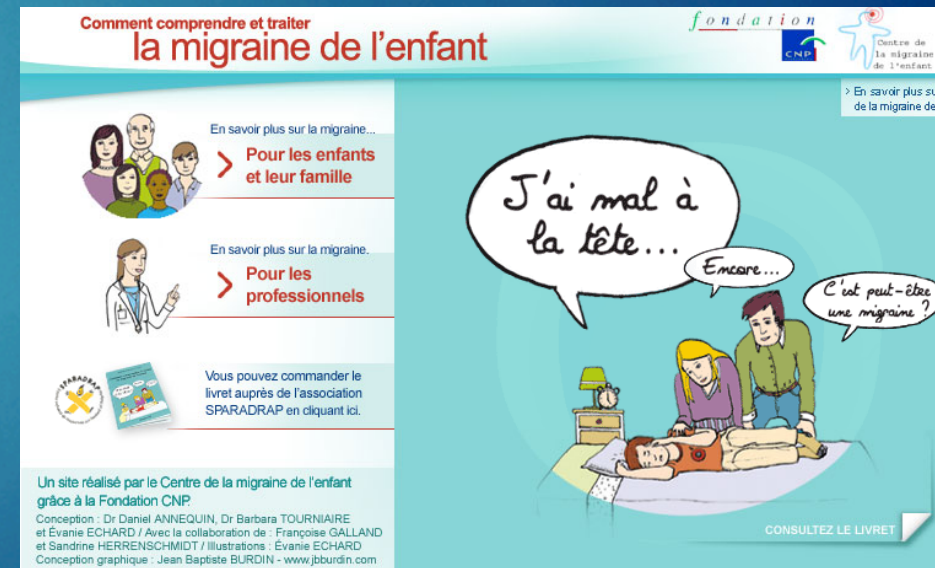 Comment comprendre et traiter
la migraine de l'enfant
fondation
CNP
Centre de
la migraine
de l'enfant
> En savoir plus su
de la migraine de
En savoir plus sur la migraine...
Pour les enfants
et leur famille
En savoir plus sur la migraine.
Pour les
professionnels
SPARADRAP
Vous pouvez commander le
livret auprès de l'association
SPARADRAP en cliquant ici.
Un site réalisé par le Centre de la migraine de l'enfant
grâce à la Fondation CNP.
Conception : Dr Daniel ANNEQUIN, Dr Barbara TOURNIAIRE
et Évanie ECHARD / Avec la collaboration de : Françoise GALLAND
et Sandrine HERRENSCHMIDT / Illustrations : Évanie ECHARD
Conception graphique : Jean Baptiste BURDIN - www.jbburdin.com
J'ai mal à
la tête...
Encore...
C'est peut-être
une migraine ?
CONSULTEZ LE LIVRET